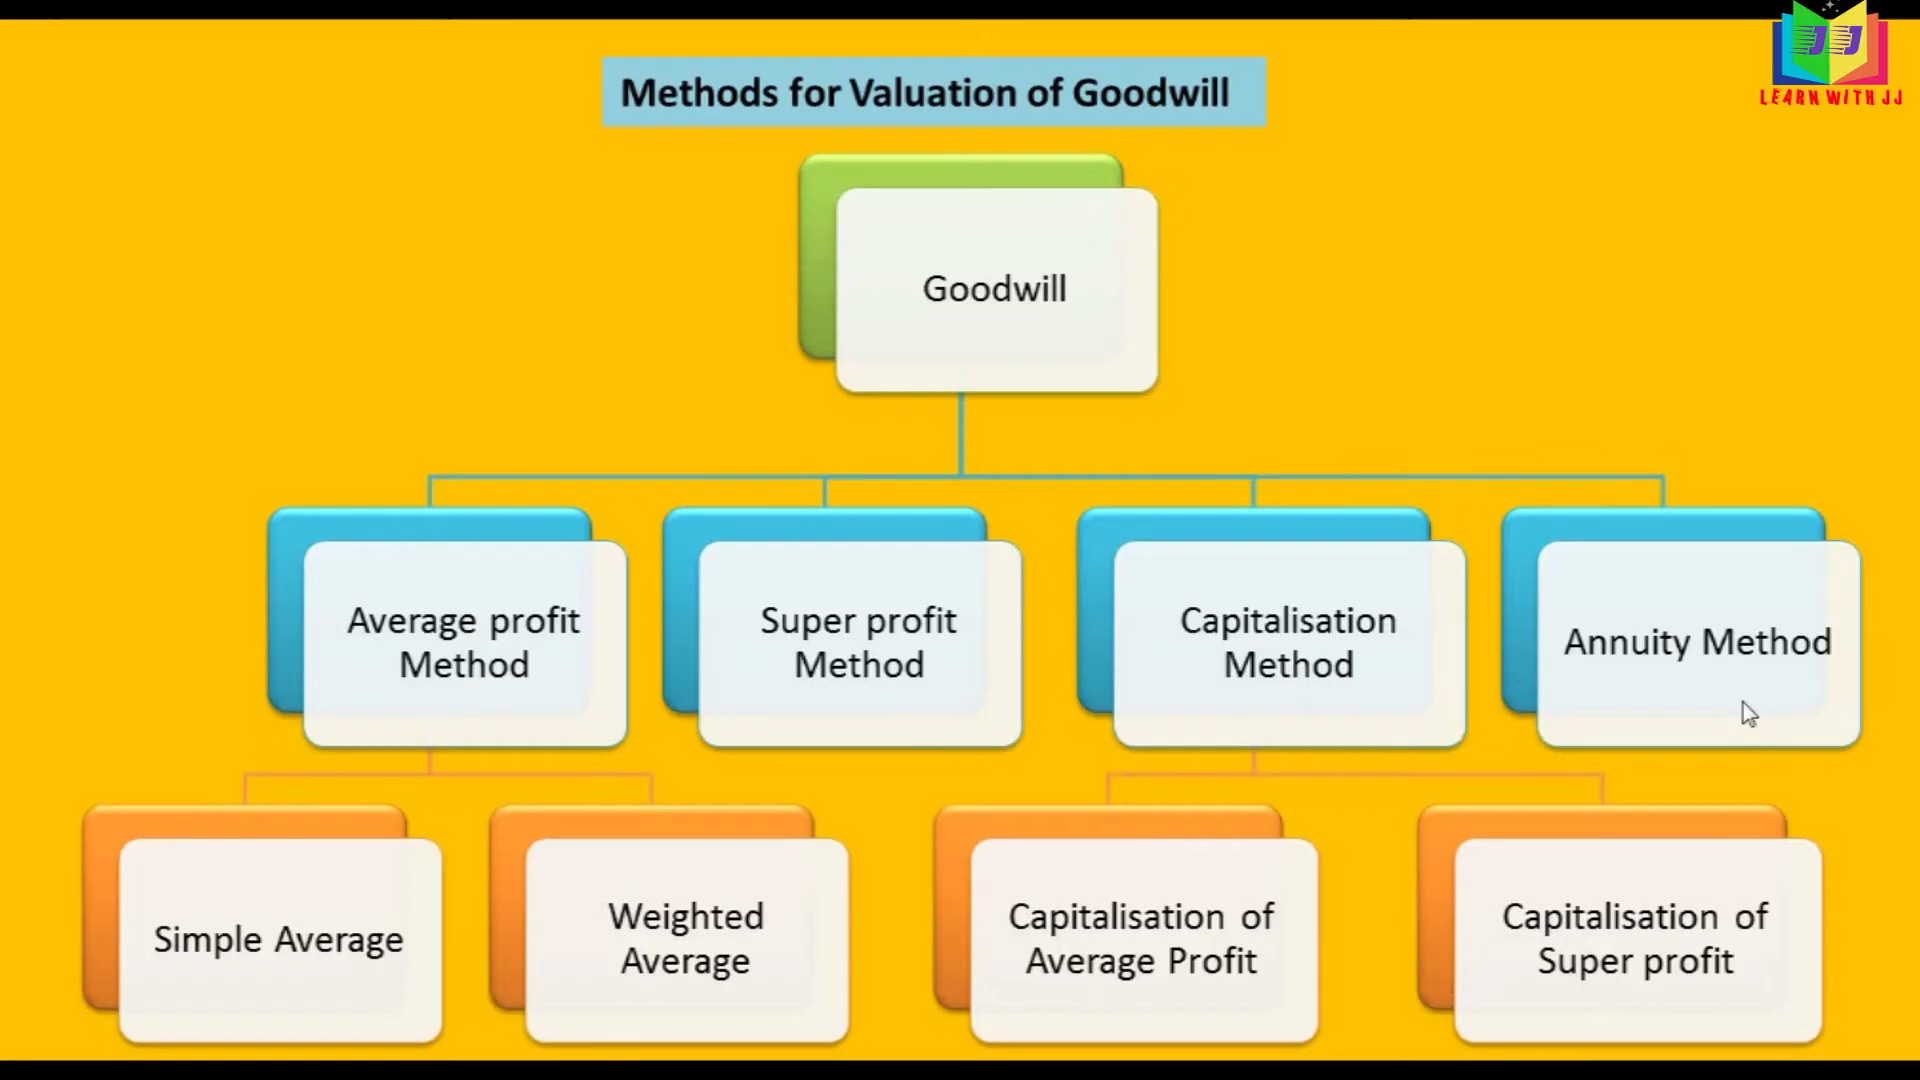 Methods for Valuation of Goodwill
LEARN WITH JJ
Goodwill
Average profit
Method
Super profit
Method
Capitalisation
Method
Annuity Method
Simple Average
Weighted
Average
Capitalisation of
Average Profit
Capitalisation of
Super profit